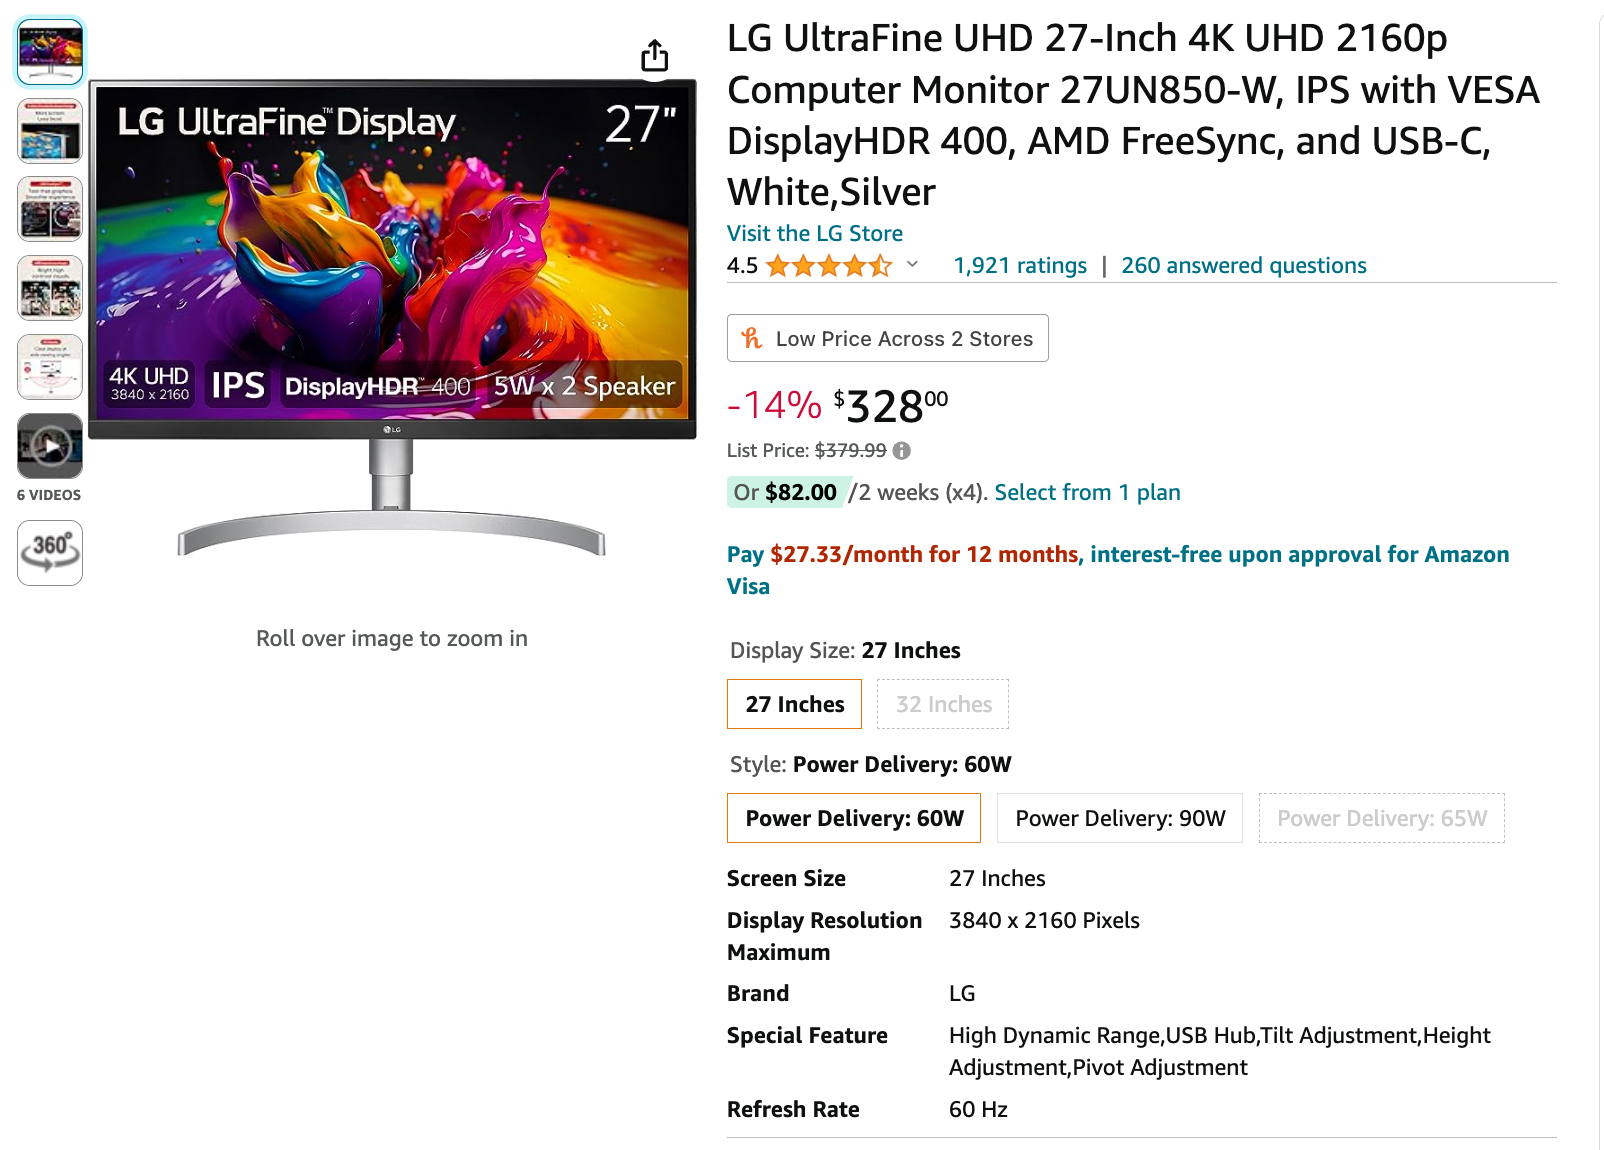 LG UltraFine™ Display 27"
4K UHD
3840 x 2160
IPS
DisplayHDR™ 400
5W x 2 Speaker
LG
6 VIDEOS
360°
Roll over image to zoom in
LG UltraFine UHD 27-Inch 4K UHD 2160p
Computer Monitor 27UN850-W, IPS with VESA
DisplayHDR 400, AMD FreeSync, and USB-C,
White,Silver
Visit the LG Store
4.5 1,921 ratings | 260 answered questions
Low Price Across 2 Stores
-14% $32800
List Price: $379.99
Or $82.00 /2 weeks (x4). Select from 1 plan
Pay $27.33/month for 12 months, interest-free upon approval for Amazon
Visa
Display Size: 27 Inches
27 Inches 32 Inches
Style: Power Delivery: 60W
Power Delivery: 60W Power Delivery: 90W Power Delivery: 65W
Screen Size 27 Inches
Display Resolution 3840 x 2160 Pixels
Maximum
Brand LG
Special Feature High Dynamic Range,USB Hub,Tilt Adjustment,Height
Adjustment,Pivot Adjustment
Refresh Rate 60 Hz